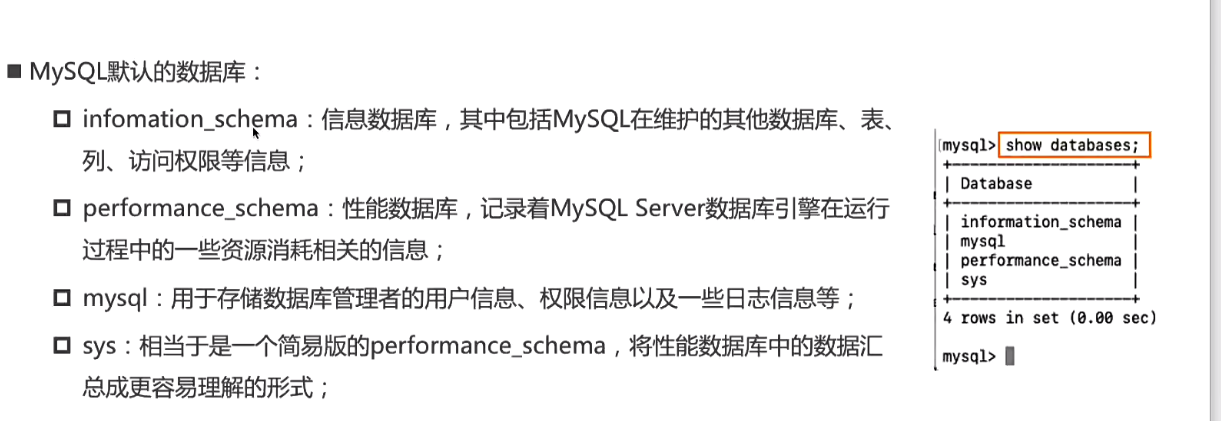 MySQL默认的数据库：
infomation_schema：信息数据库，其中包括MySQL在维护的其他数据库、表、
列、访问权限等信息；
performance_schema：性能数据库，记录着MySQL Server数据库引擎在运行
过程中的一些资源消耗相关的信息；
mysql：用于存储数据库管理者的用户信息、权限信息以及一些日志信息等；
sys：相当于是一个简易版的performance_schema，将性能数据库中的数据汇
总成更容易理解的形式；
mysql> show databases;
+--------------------+
| Database           |
+--------------------+
| information_schema |
| mysql              |
| performance_schema |
| sys                |
+--------------------+
4 rows in set (0.00 sec)
mysql>